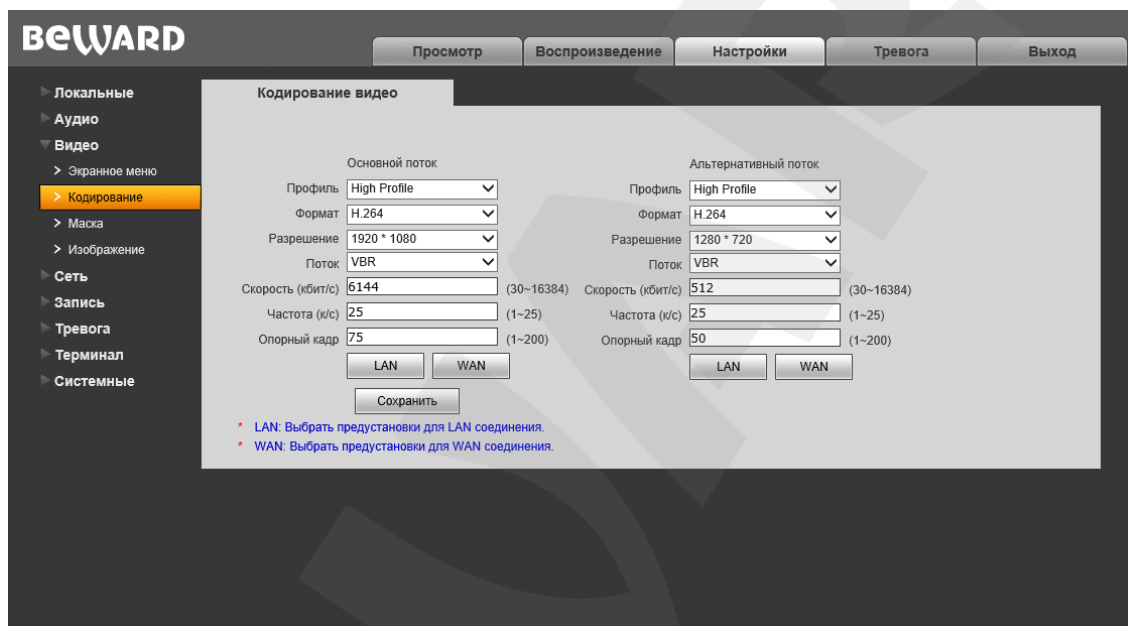 BEWARD
Просмотр Воспроизведение Настройки Тревога Выход
Локальные
Аудио
Видео
> Экранное меню
> Кодирование
> Маска
> Изображение
Сеть
Запись
Тревога
Терминал
Системные
Кодирование видео
Основной поток Альтернативный поток
Профиль High Profile Профиль High Profile
Формат H.264 Формат H.264
Разрешение 1920 * 1080 Разрешение 1280 * 720
Поток VBR Поток VBR
Скорость (кбит/с) 6144 (30~16384) Скорость (кбит/с) 512 (30~16384)
Частота (к/с) 25 (1~25) Частота (к/с) 25 (1~25)
Опорный кадр 75 (1~200) Опорный кадр 50 (1~200)
LAN WAN LAN WAN
Сохранить
* LAN: Выбрать предустановки для LAN соединения.
* WAN: Выбрать предустановки для WAN соединения.